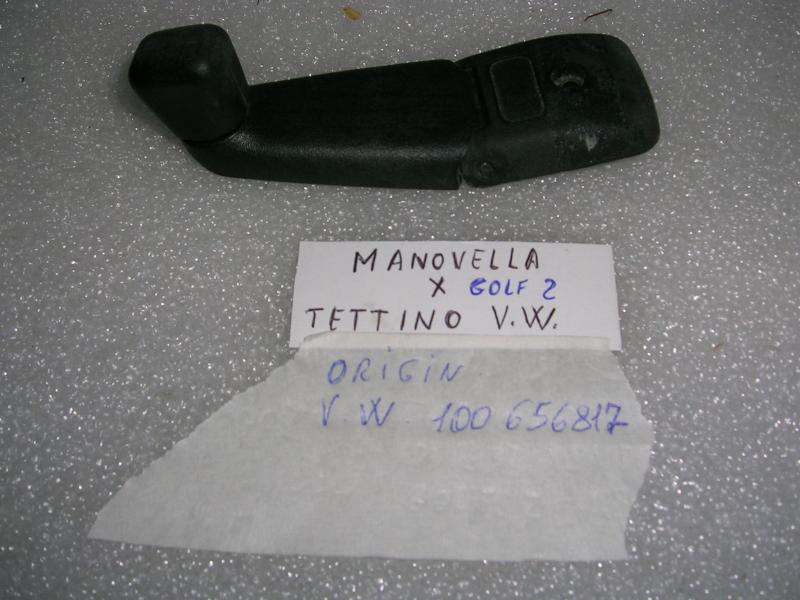 MANOVELLA
X GOLF 2
TETTINO V.W.
ORIGIN
V.W. 100 656817